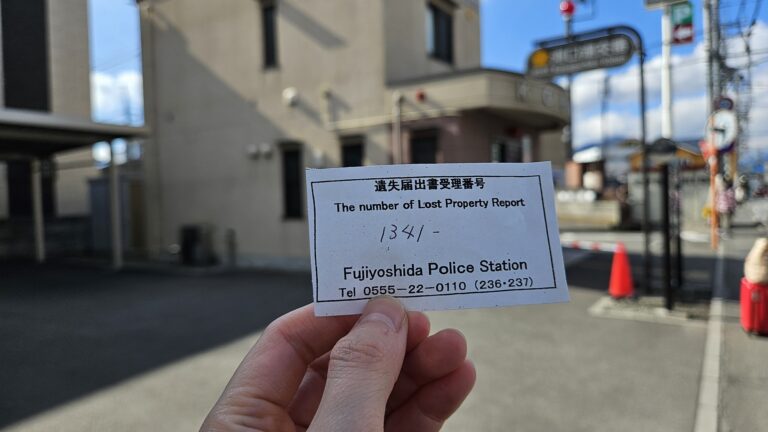 遺失届出書受理番号
The number of Lost Property Report
1341-
Fujiyoshida Police Station
Tel 0555-22-0110 (236・237)
P